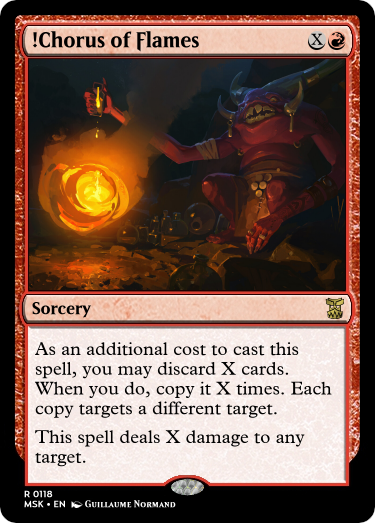 !Chorus of Flames
X
Sorcery
As an additional cost to cast this
spell, you may discard X cards.
When you do, copy it X times. Each
copy targets a different target.
This spell deals X damage to any
target.
R 0118
MSK • EN Guillaume Normand